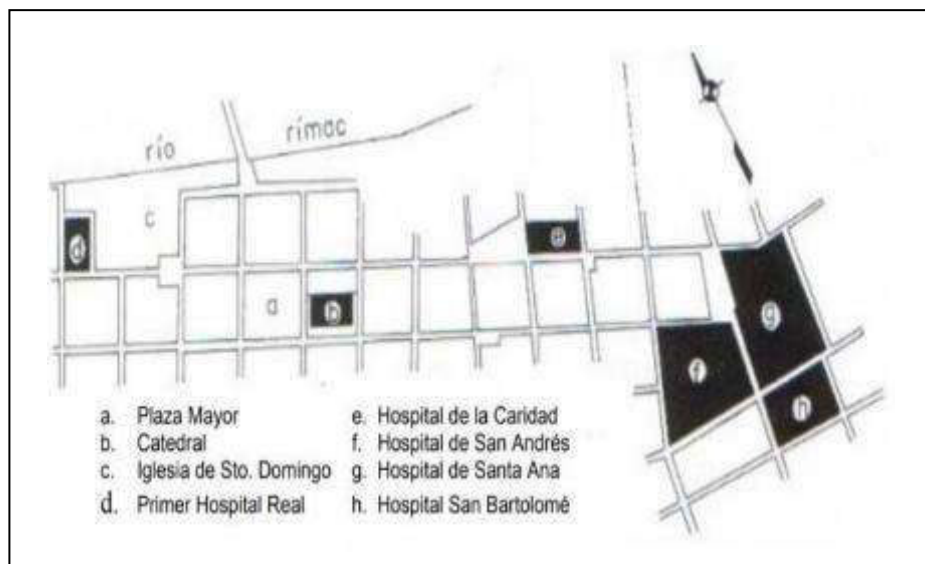 río rímac
c
d
e
a
b
g
f
h
a. Plaza Mayor
b. Catedral
c. Iglesia de Sto. Domingo
d. Primer Hospital Real
e. Hospital de la Caridad
f. Hospital de San Andrés
g. Hospital de Santa Ana
h. Hospital San Bartolomé